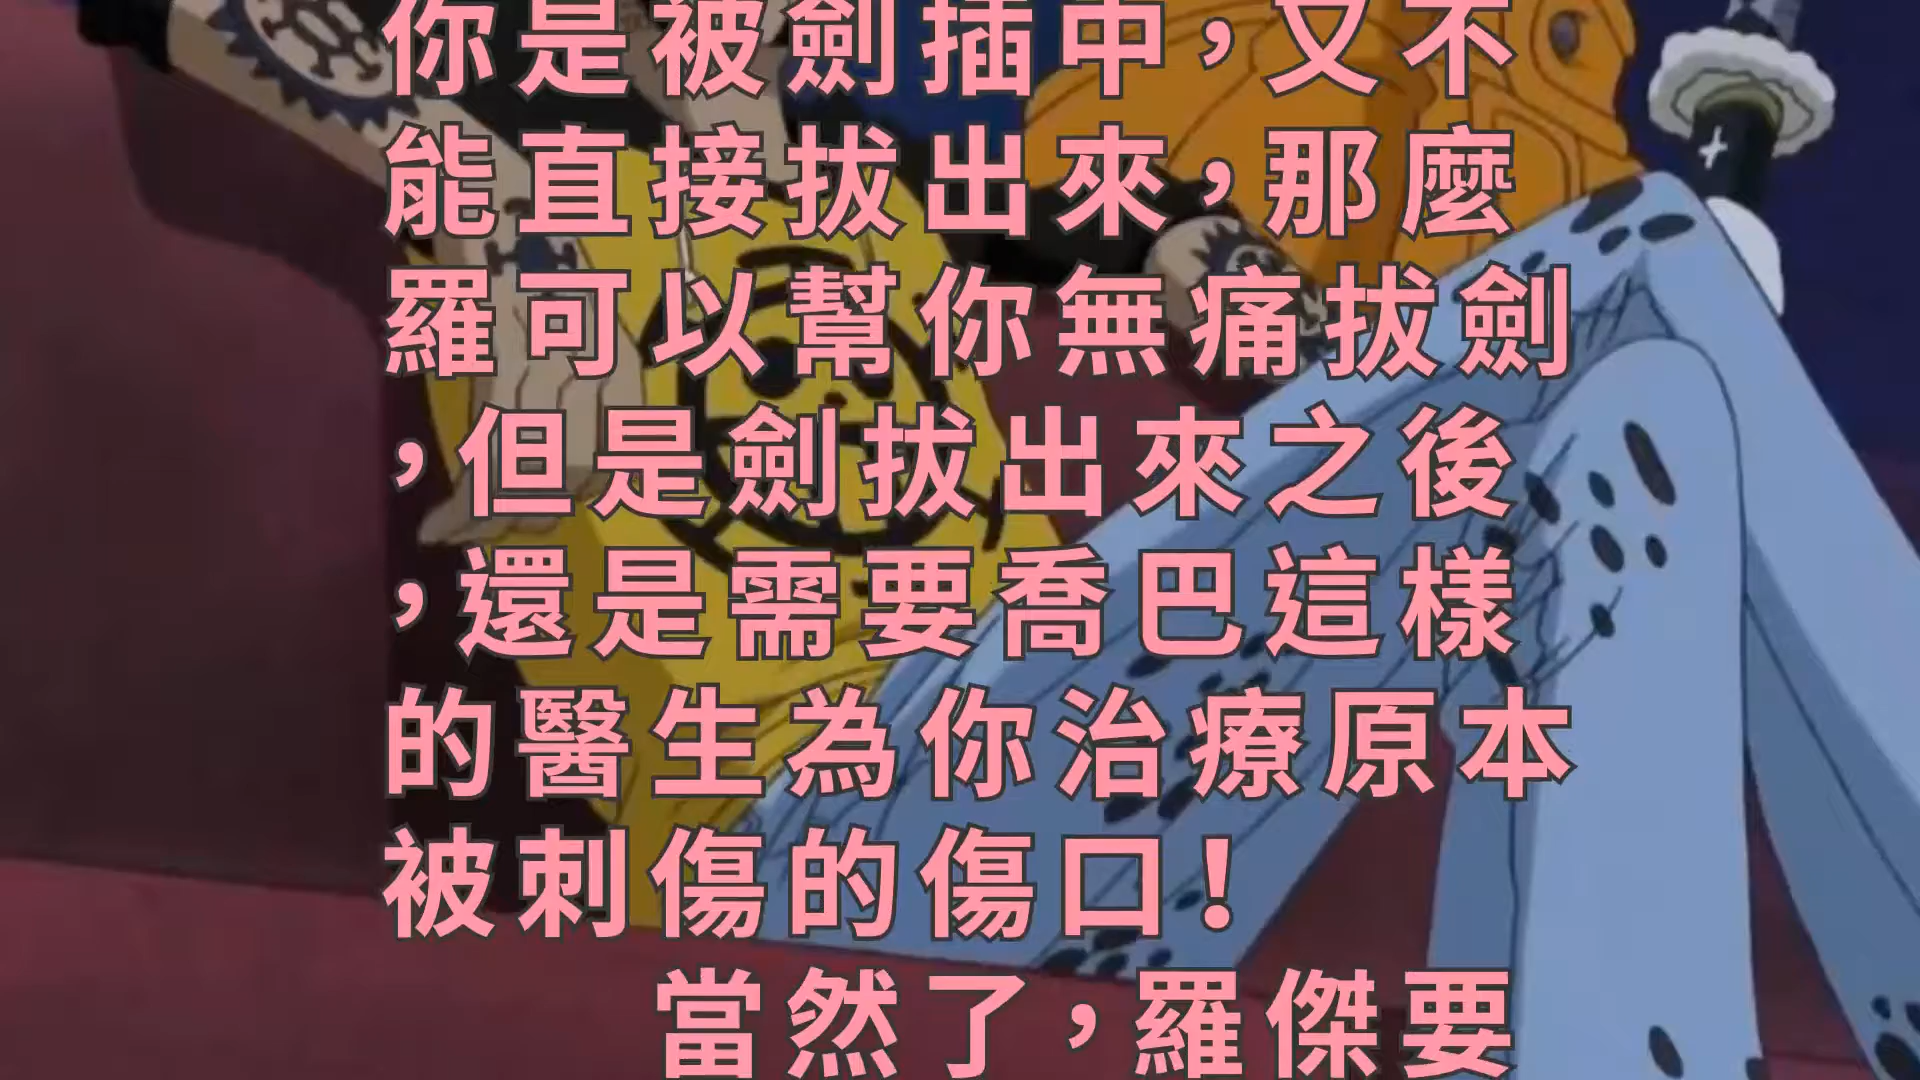 你是被劍插中，又不
能直接拔出來，那麼
羅可以幫你無痛拔劍
，但是劍拔出來之後
，還是需要喬巴這樣
的醫生為你治療原本
被刺傷的傷口！
當然了，羅傑要